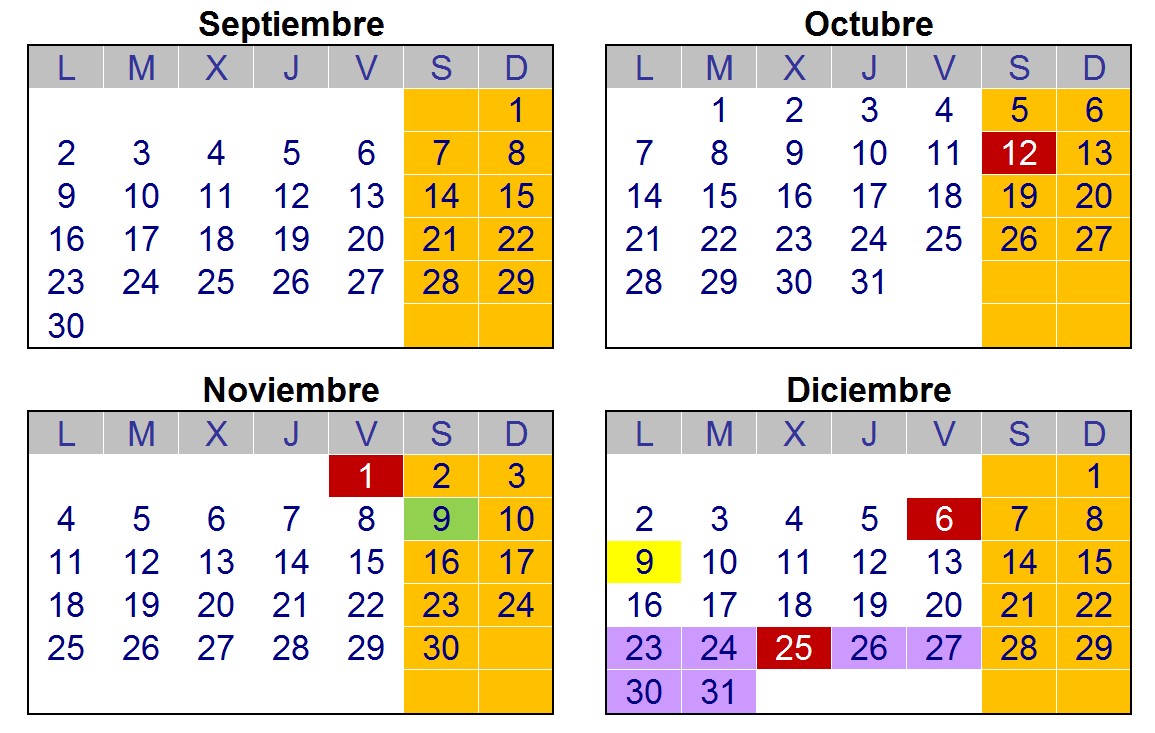 Septiembre
L M X J V S D
1
2 3 4 5 6 7 8
9 10 11 12 13 14 15
16 17 18 19 20 21 22
23 24 25 26 27 28 29
30
Octubre
L M X J V S D
1 2 3 4 5 6
7 8 9 10 11 12 13
14 15 16 17 18 19 20
21 22 23 24 25 26 27
28 29 30 31
Noviembre
L M X J V S D
1 2 3
4 5 6 7 8 9 10
11 12 13 14 15 16 17
18 19 20 21 22 23 24
25 26 27 28 29 30
Diciembre
L M X J V S D
1
2 3 4 5 6 7 8
9 10 11 12 13 14 15
16 17 18 19 20 21 22
23 24 25 26 27 28 29
30 31